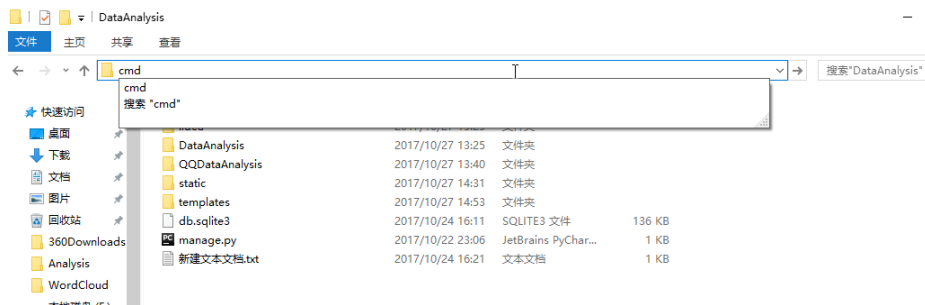 DataAnalysis
文件 主页 共享 查看
cmd 搜索"DataAnalysis"
cmd
搜索 "cmd"
快速访问
桌面
下载
文档
图片
回收站
360Downloads
Analysis
WordCloud
DataAnalysis 2017/10/27 13:25 文件夹
QQDataAnalysis 2017/10/27 13:40 文件夹
static 2017/10/27 14:31 文件夹
templates 2017/10/27 14:53 文件夹
db.sqlite3 2017/10/24 16:11 SQLITE3 文件 136 KB
manage.py 2017/10/22 23:06 JetBrains PyChar... 1 KB
新建文本文档.txt 2017/10/24 16:21 文本文档 1 KB